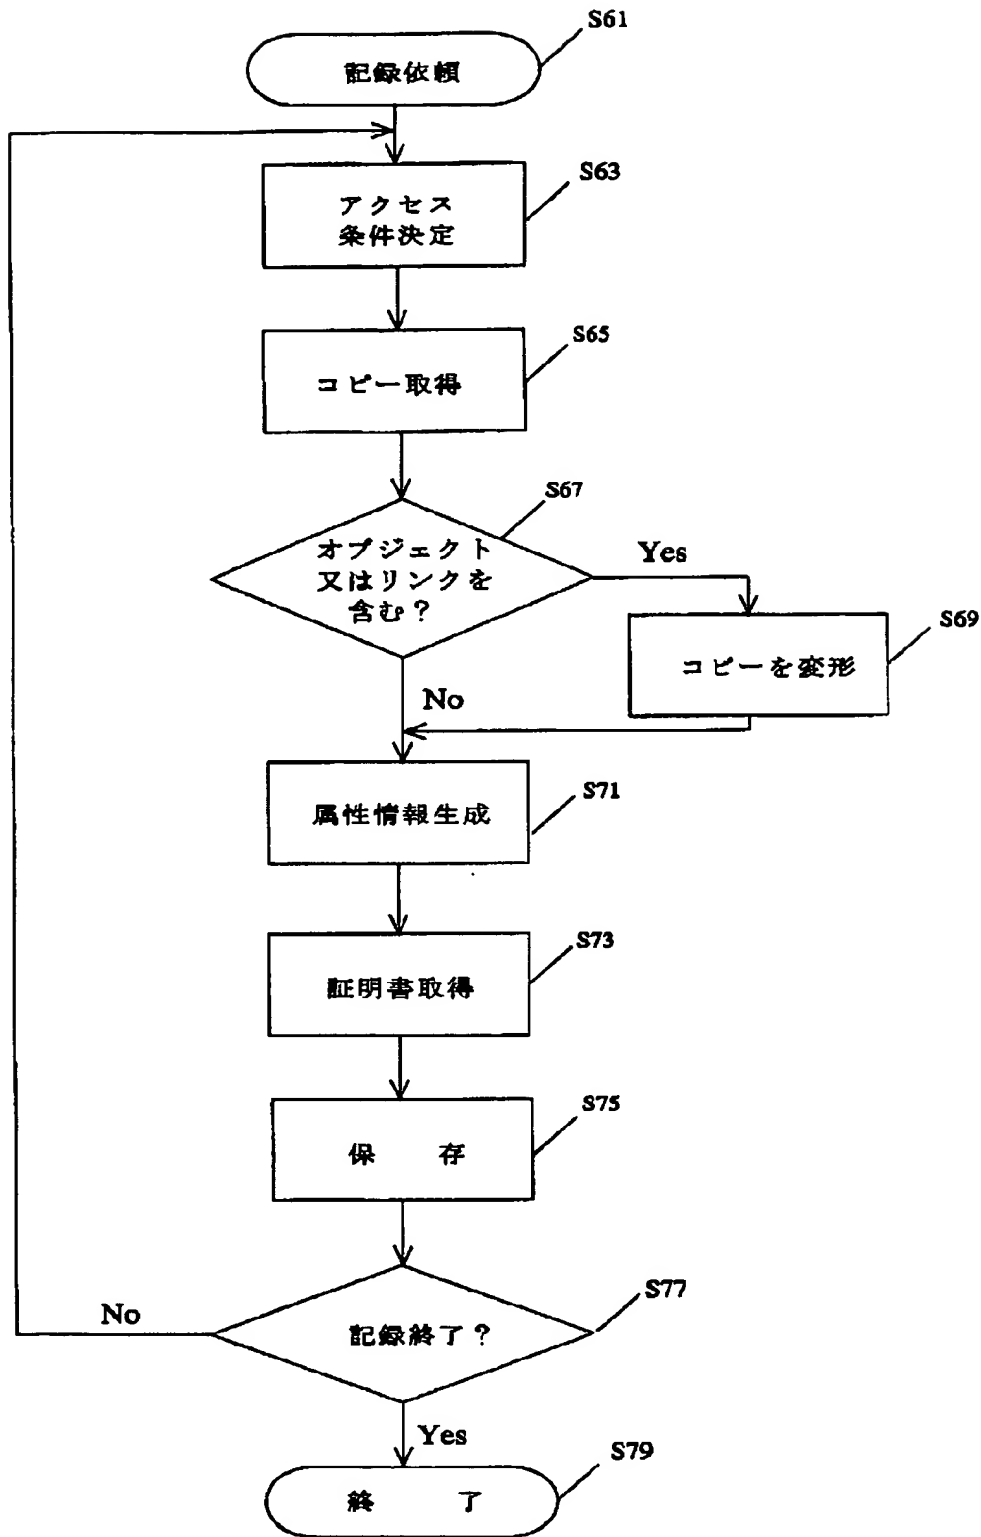 S61
記録依頼
S63
アクセス
条件決定
S65
コピー取得
S67
オブジェクト
又はリンクを
含む?
Yes
S69
コピーを変形
No
S71
属性情報生成
S73
証明書取得
S75
保 存
S77
記録終了?
No
Yes
S79
終 了